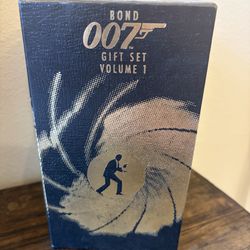 BOND
007
GIFT SET
VOLUME 1